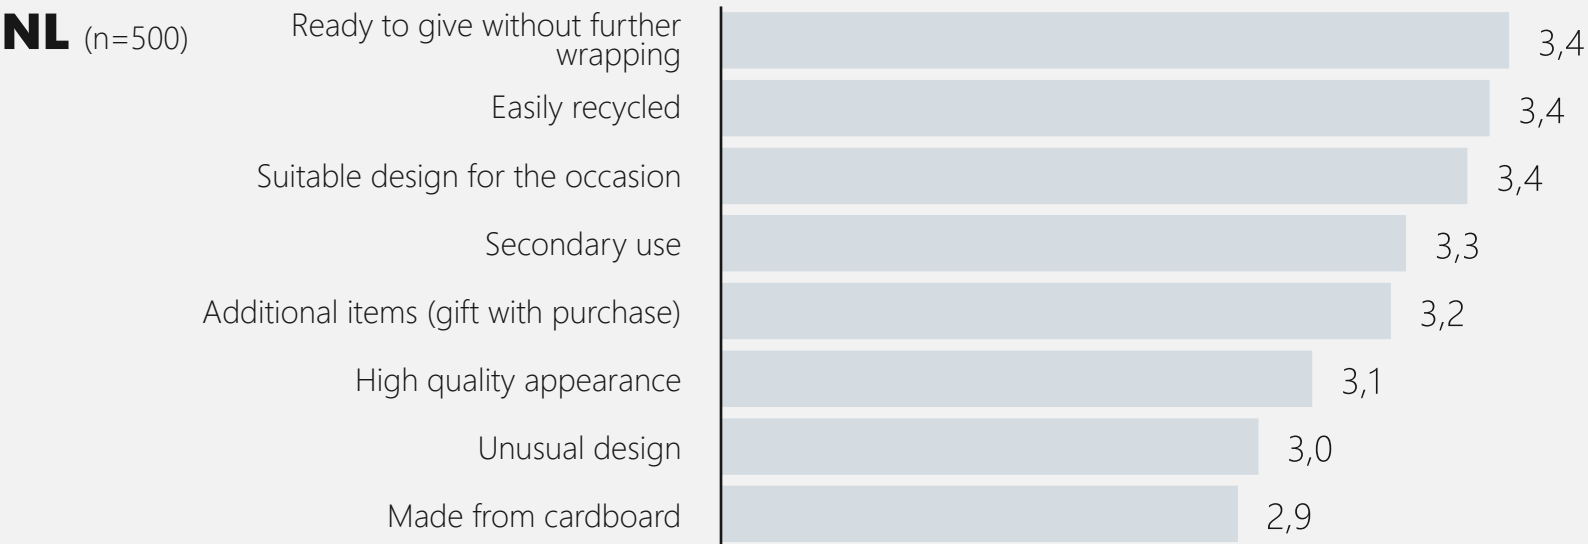 NL (n=500)
Ready to give without further
wrapping
3,4
Easily recycled
3,4
Suitable design for the occasion
3,4
Secondary use
3,3
Additional items (gift with purchase)
3,2
High quality appearance
3,1
Unusual design
3,0
Made from cardboard
2,9